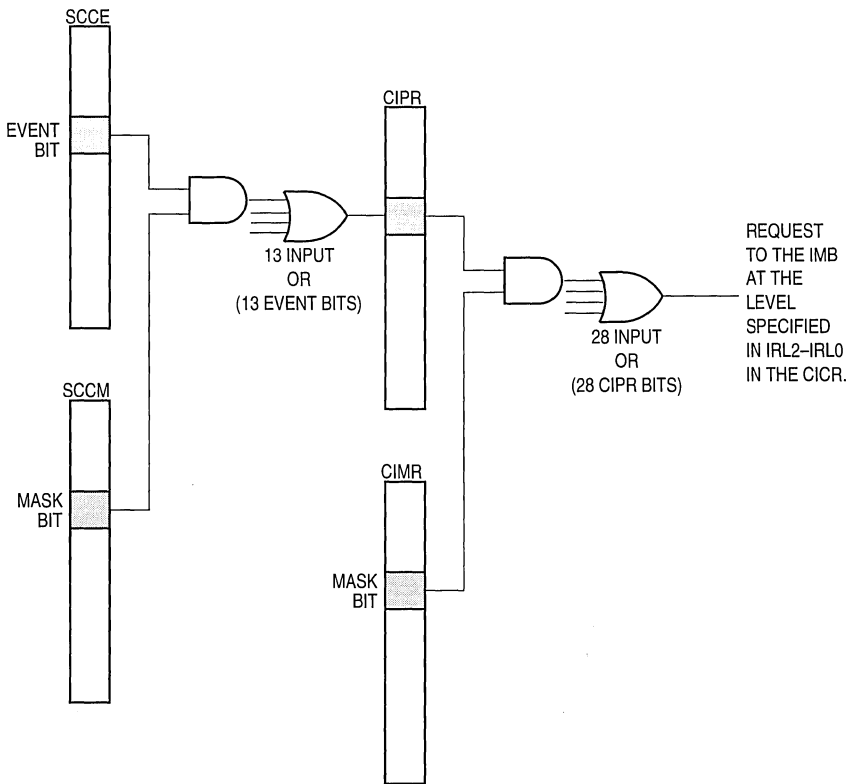 SCCE
EVENT
BIT
CIPR
13 INPUT
OR
(13 EVENT BITS)
REQUEST
TO THE IMB
AT THE
LEVEL
SPECIFIED
IN IRL2–IRL0
IN THE CICR.
28 INPUT
OR
(28 CIPR BITS)
SCCM
MASK
BIT
CIMR
MASK
BIT